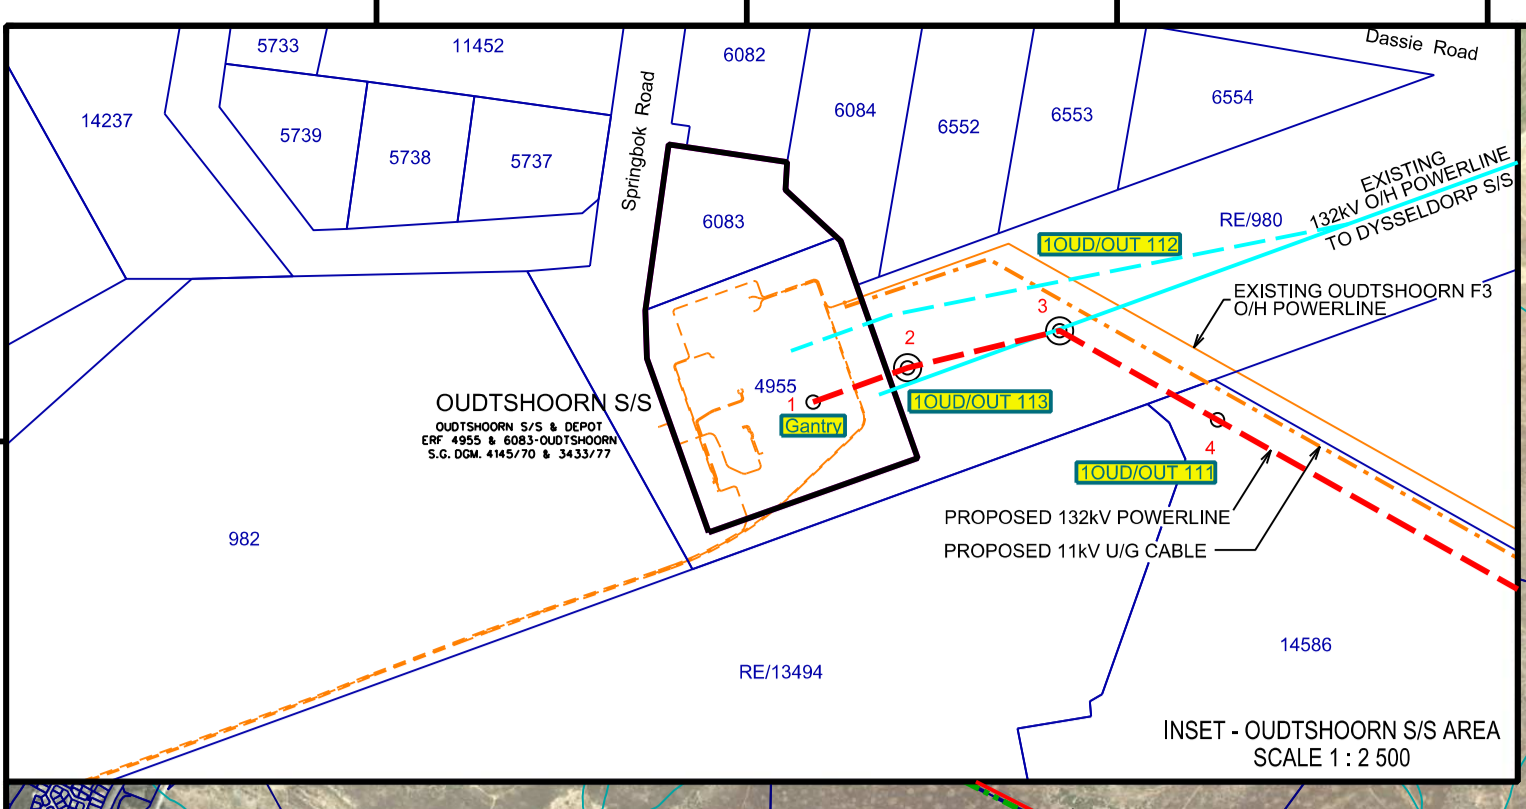 5733
11452
6082
Dassie Road
14237
5739
5738
5737
Springbok Road
6084
6552
6553
6554
6083
RE/980
EXISTING
132kV O/H POWERLINE
TO DYSSELDORP S/S
1OUD/OUT 112
EXISTING OUDTSHOORN F3
O/H POWERLINE
3
2
4955
1
Gantry
1OUD/OUT 113
OUDTSHOORN S/S
OUDTSHOORN S/S & DEPOT
ERF 4955 & 6083-OUDTSHOORN
S.G. DGM. 4145/70 & 3433/77
4
1OUD/OUT 111
PROPOSED 132kV POWERLINE
PROPOSED 11kV U/G CABLE
982
RE/13494
14586
INSET - OUDTSHOORN S/S AREA
SCALE 1 : 2 500